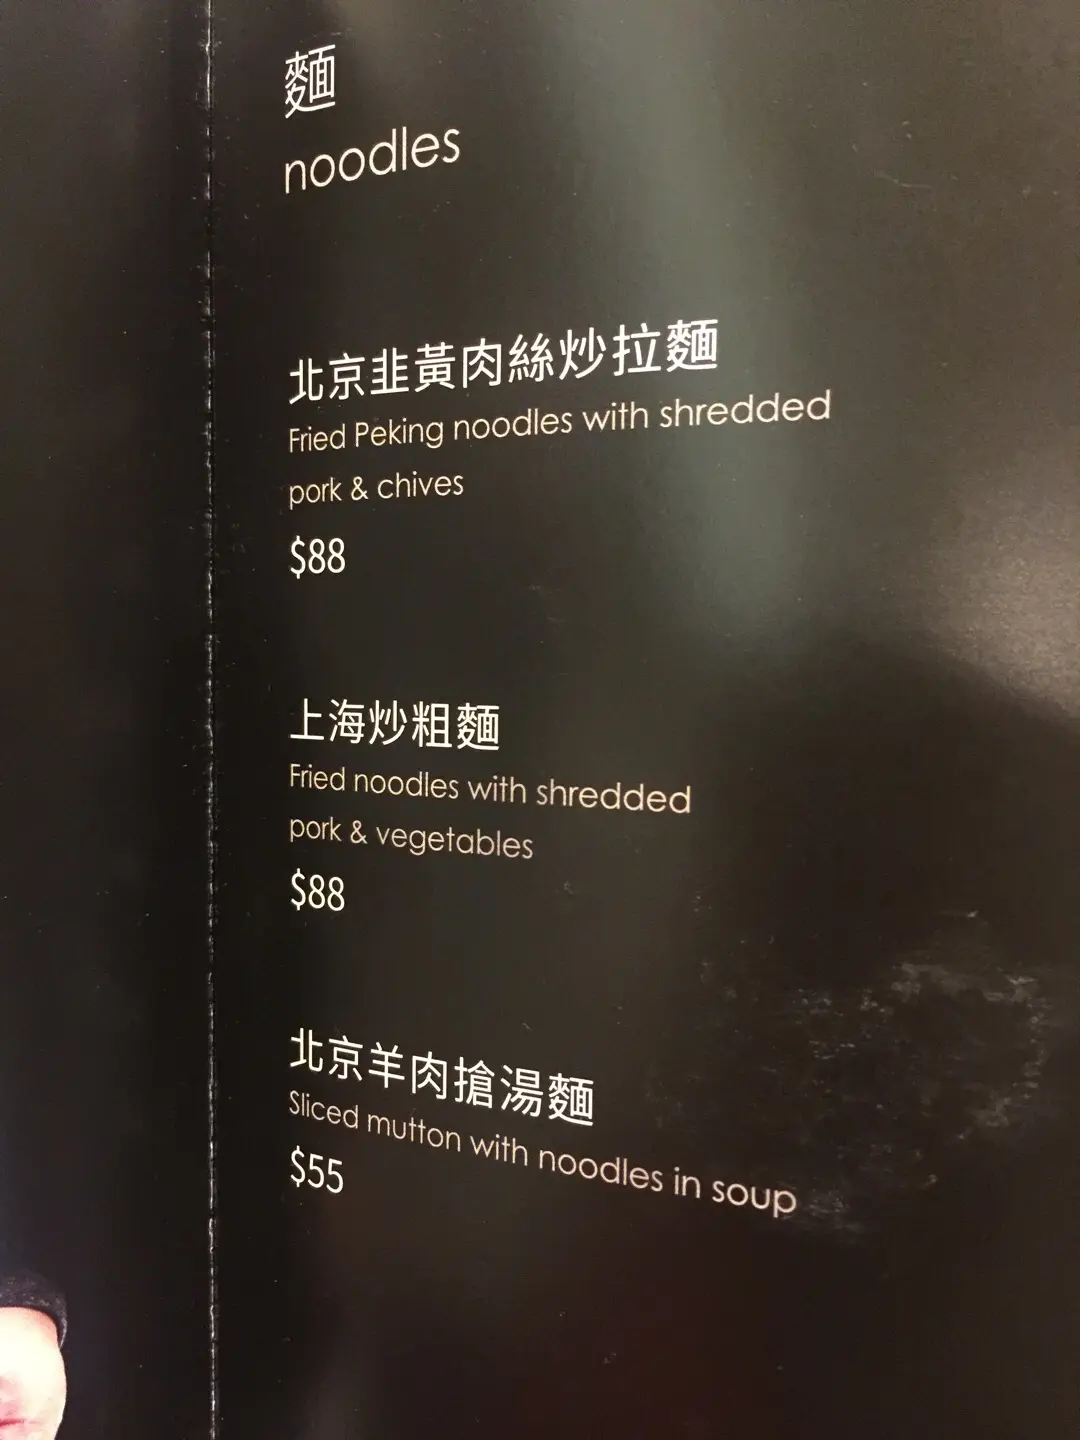 麵
noodles
北京韭黃肉絲炒拉麵
Fried Peking noodles with shredded
pork & chives
$88
上海炒粗麵
Fried noodles with shredded
pork & vegetables
$88
北京羊肉搶湯麵
Sliced mutton with noodles in soup
$55